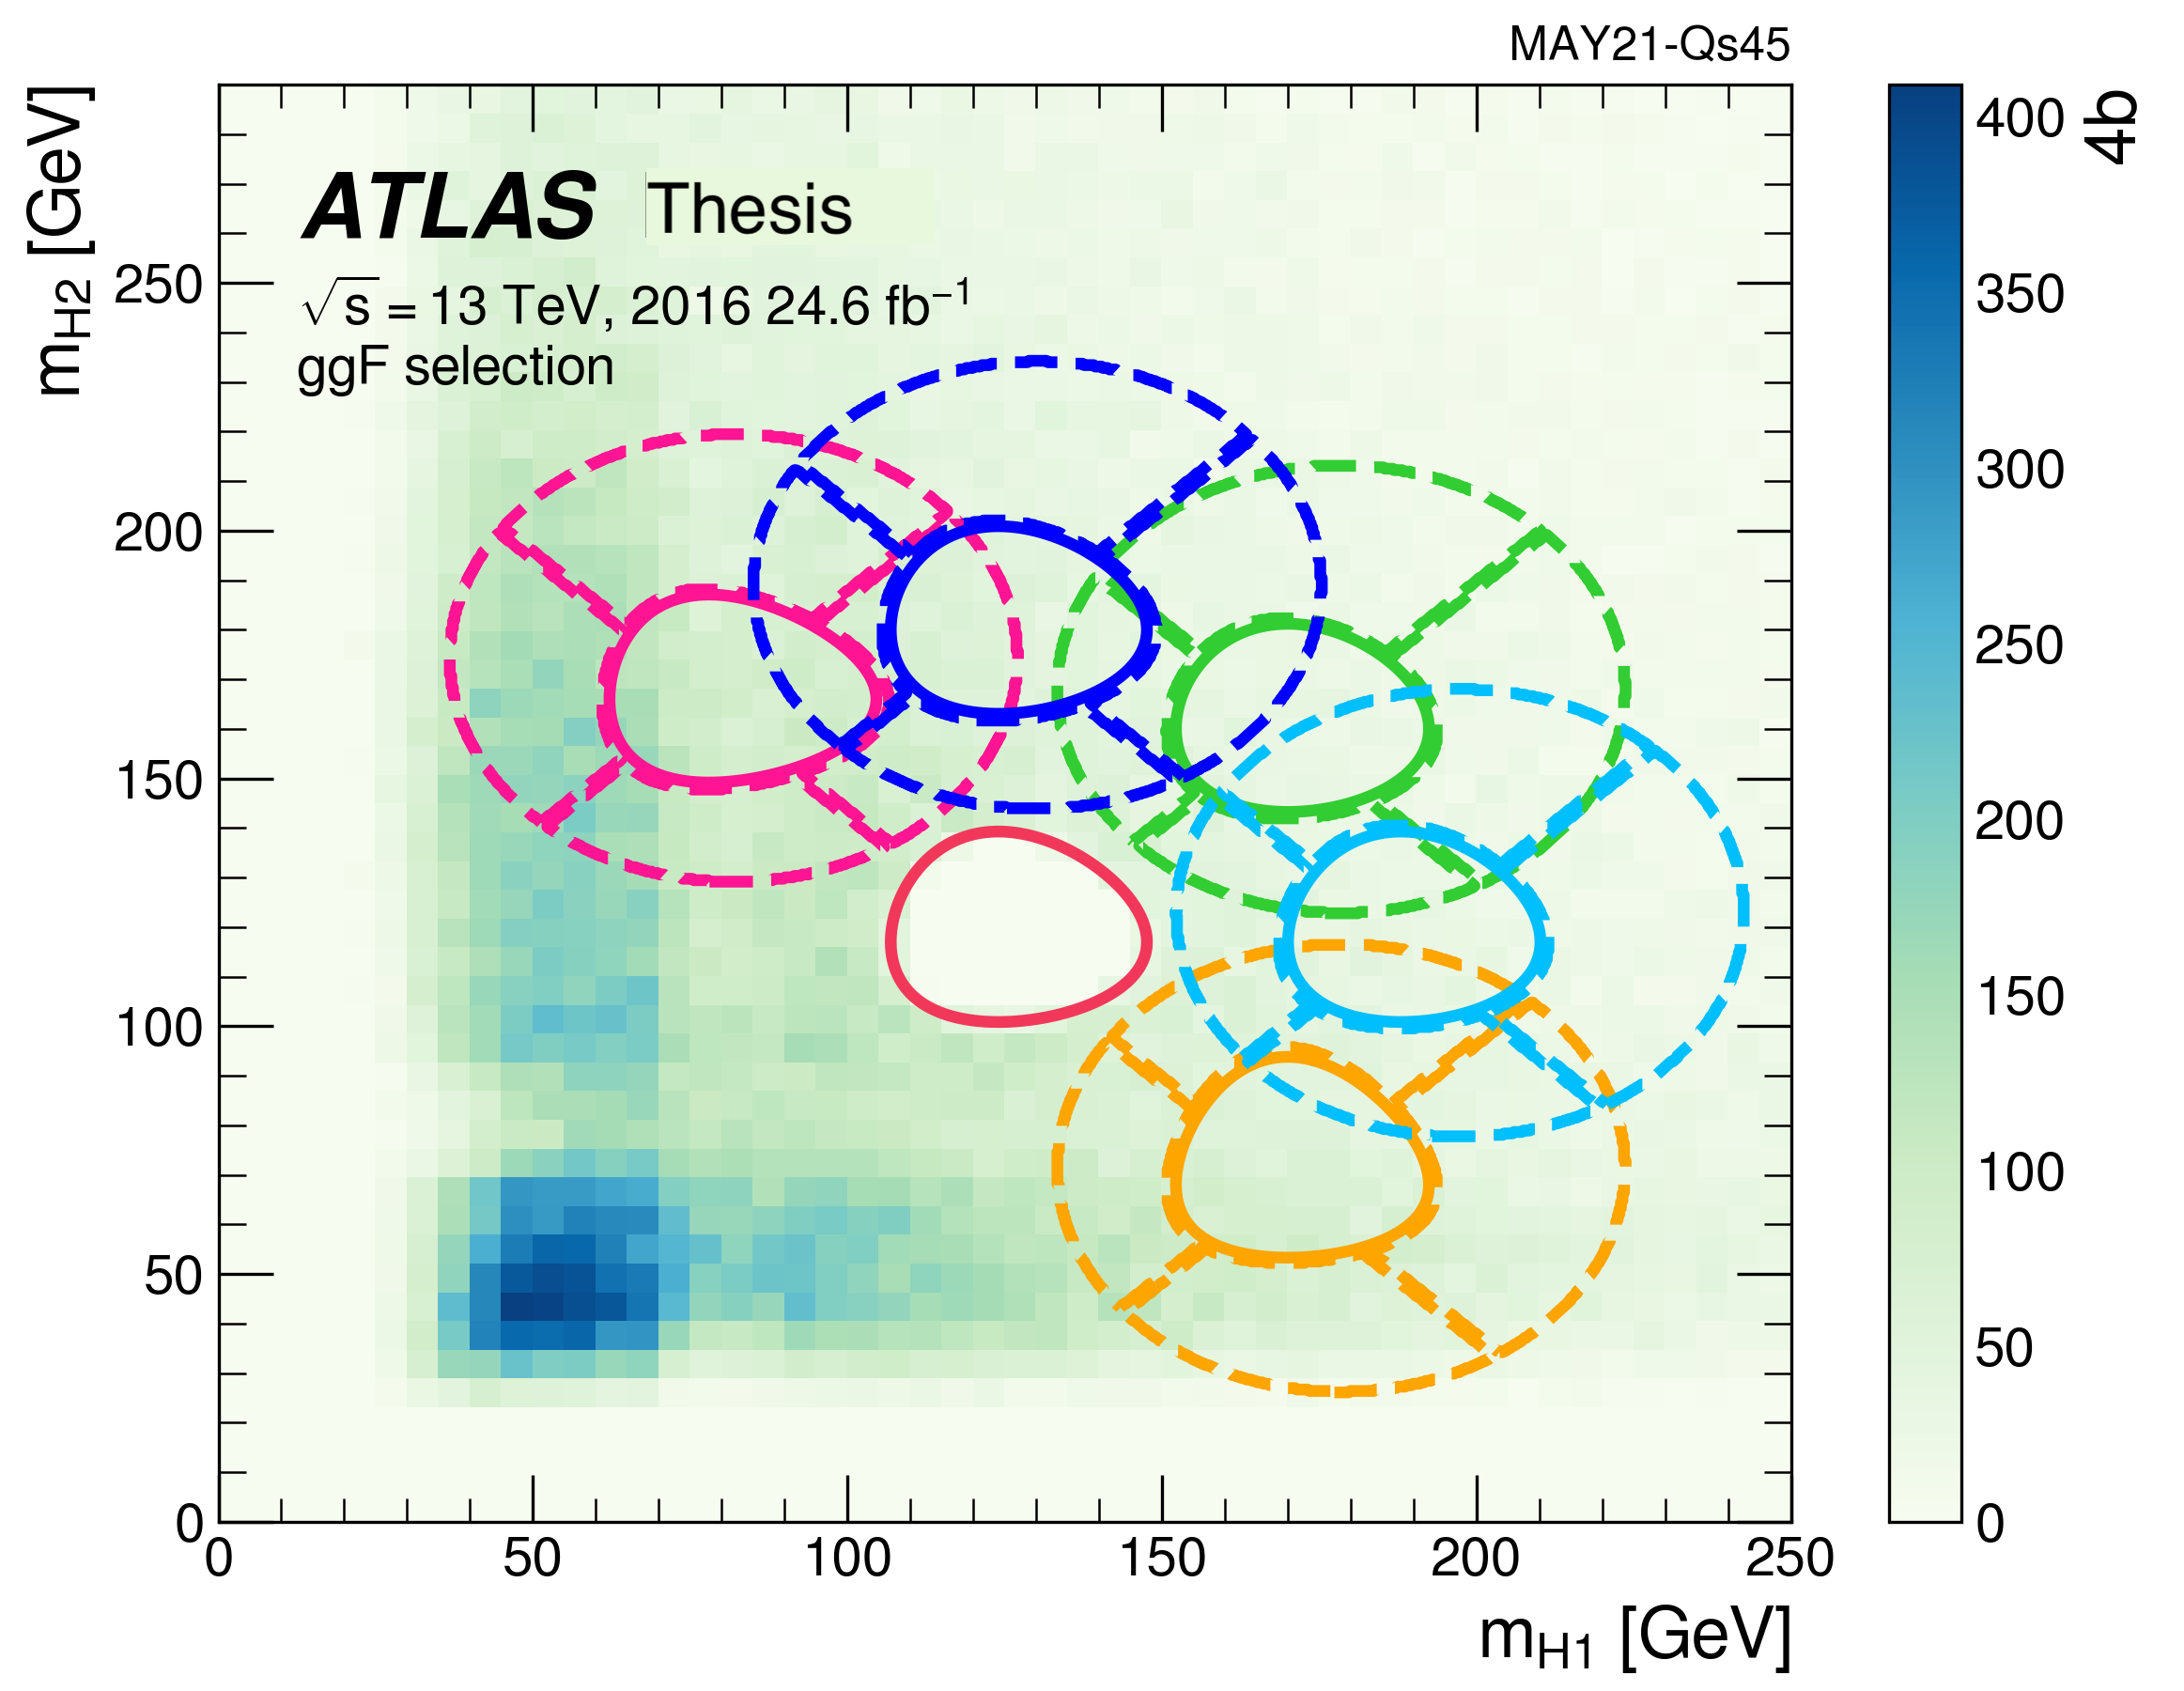 MAY21-Qs45
m_H2 [GeV]
ATLAS Thesis
√s = 13 TeV, 2016 24.6 fb⁻¹
ggF selection
250
200
150
100
50
0
0 50 100 150 200 250
m_H1 [GeV]
400
350
300
250
200
150
100
50
0
4b